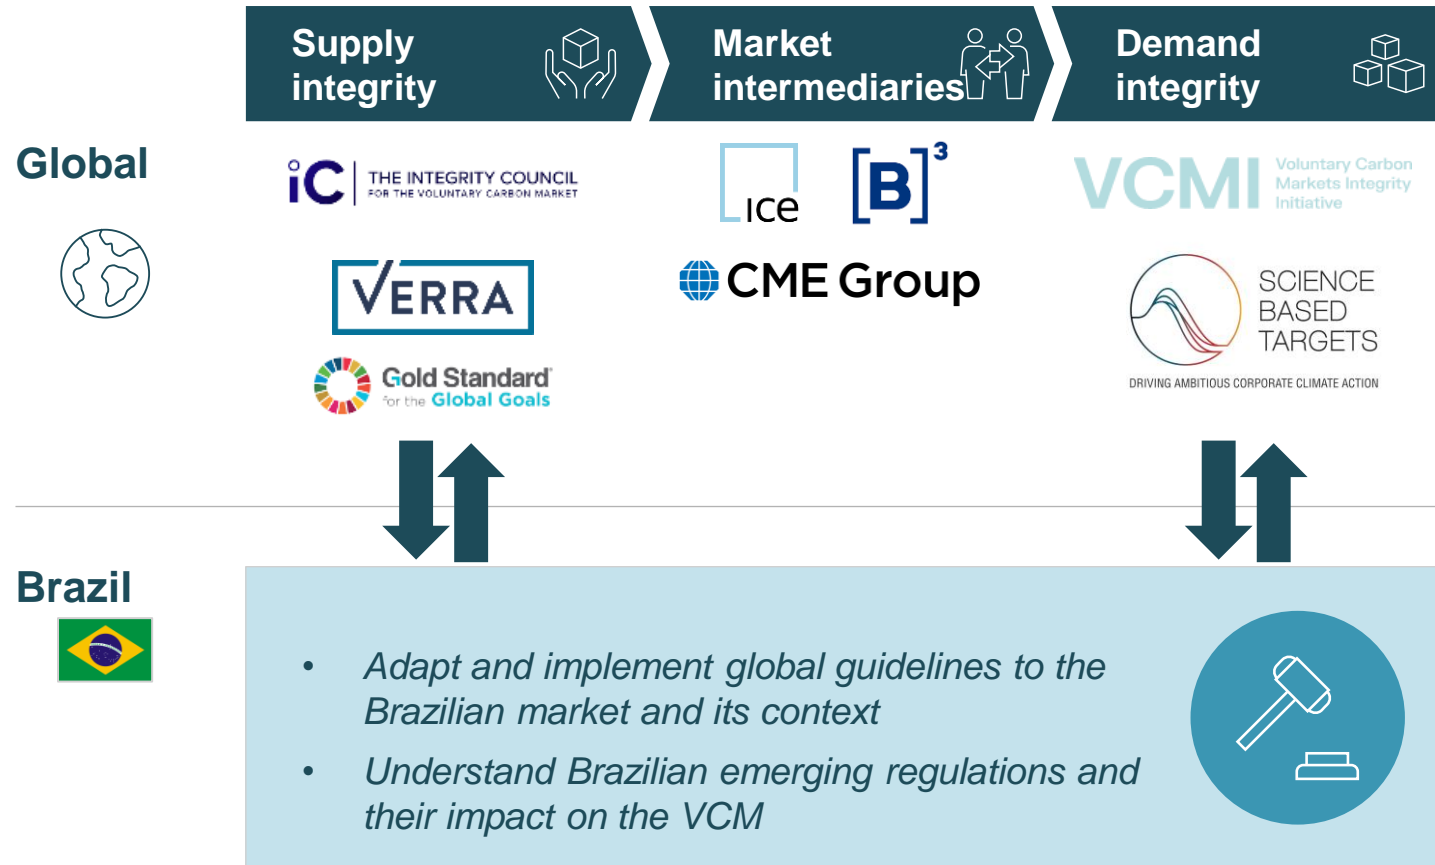 Supply
integrity
Market
intermediaries
Demand
integrity
Global
iC THE INTEGRITY COUNCIL
FOR THE VOLUNTARY CARBON MARKET
VERRA
Gold Standard®
for the Global Goals
ice
[B]³
CME Group
VCMI Voluntary Carbon
Markets Integrity
Initiative
SCIENCE
BASED
TARGETS
DRIVING AMBITIOUS CORPORATE CLIMATE ACTION
Brazil
• Adapt and implement global guidelines to the
Brazilian market and its context
• Understand Brazilian emerging regulations and
their impact on the VCM